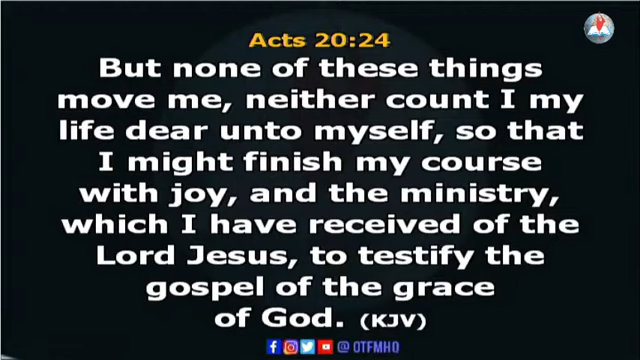 Acts 20:24
But none of these things
move me, neither count I my
life dear unto myself, so that
I might finish my course
with joy, and the ministry,
which I have received of the
Lord Jesus, to testify the
gospel of the grace
of God. (KJV)
@ OTFMHQ